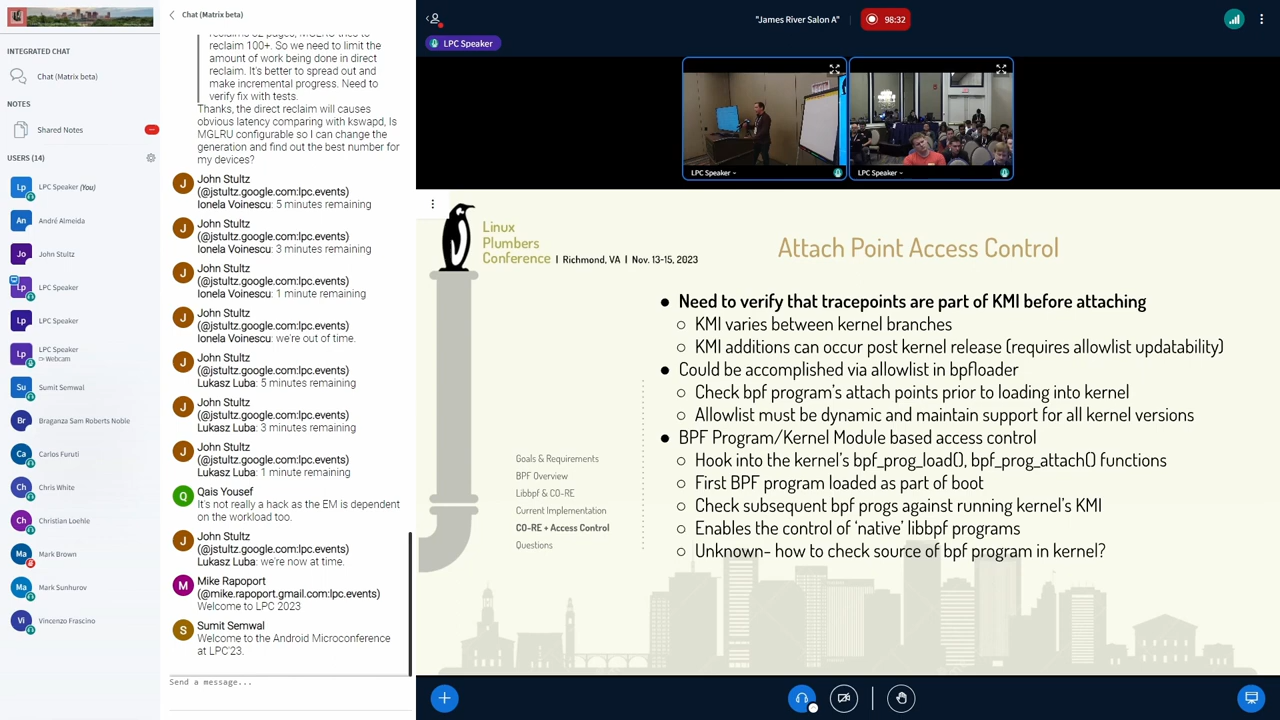 INTEGRATED CHAT
Chat (Matrix beta)
NOTES
Shared Notes
USERS (14)
Lp
LPC Speaker (You)
An
André Almeida
Jo
John Stultz
Lp
LPC Speaker
Lp
LPC Speaker
Lp
LPC Speaker
Webcam
Su
Sumit Semwal
Br
Braganza Sam Roberts Noble
Ca
Carlos Furuti
Ch
Chris White
Ch
Christian Loehle
Ma
Mark Brown
Ma
Mark Sunhurov
Vi
Vincenzo Frascino
Chat (Matrix beta)
reclaim 100+. So we need to limit the
amount of work being done in direct
reclaim. It's better to spread out and
make incremental progress. Need to
verify fix with tests.
Thanks, the direct reclaim will causes
obvious latency comparing with kswapd, Is
MGLRU configurable so I can change the
generation and find out the best number for
my devices?
J
John Stultz
(@jstultz.google.com:lpc.events)
Ionela Voinescu: 5 minutes remaining
J
John Stultz
(@jstultz.google.com:lpc.events)
Ionela Voinescu: 3 minutes remaining
J
John Stultz
(@jstultz.google.com:lpc.events)
Ionela Voinescu: 1 minute remaining
J
John Stultz
(@jstultz.google.com:lpc.events)
Ionela Voinescu: we're out of time.
J
John Stultz
(@jstultz.google.com:lpc.events)
Lukasz Luba: 5 minutes remaining
J
John Stultz
(@jstultz.google.com:lpc.events)
Lukasz Luba: 3 minutes remaining
J
John Stultz
(@jstultz.google.com:lpc.events)
Lukasz Luba: 1 minute remaining
Q
Qais Yousef
It's not really a hack as the EM is dependent
on the workload too.
J
John Stultz
(@jstultz.google.com:lpc.events)
Lukasz Luba: we're now at time.
M
Mike Rapoport
(@mike.rapoport.gmail.com:lpc.events)
Welcome to LPC 2023
S
Sumit Semwal
Welcome to the Android Microconference
at LPC'23.
Send a message...
"James River Salon A"
98:32
LPC Speaker
LPC Speaker
LPC Speaker
Linux
Plumbers
Conference | Richmond, VA | Nov. 13-15, 2023
Attach Point Access Control
● Need to verify that tracepoints are part of KMI before attaching
○ KMI varies between kernel branches
○ KMI additions can occur post kernel release (requires allowlist updatability)
● Could be accomplished via allowlist in bpfloader
○ Check bpf program's attach points prior to loading into kernel
○ Allowlist must be dynamic and maintain support for all kernel versions
● BPF Program/Kernel Module based access control
○ Hook into the kernel's bpf_prog_load(), bpf_prog_attach() functions
○ First BPF program loaded as part of boot
○ Check subsequent bpf progs against running kernel's KMI
○ Enables the control of 'native' libbpf programs
○ Unknown- how to check source of bpf program in kernel?
Goals & Requirements
BPF Overview
Libbpf & CO-RE
Current Implementation
CO-RE + Access Control
Questions